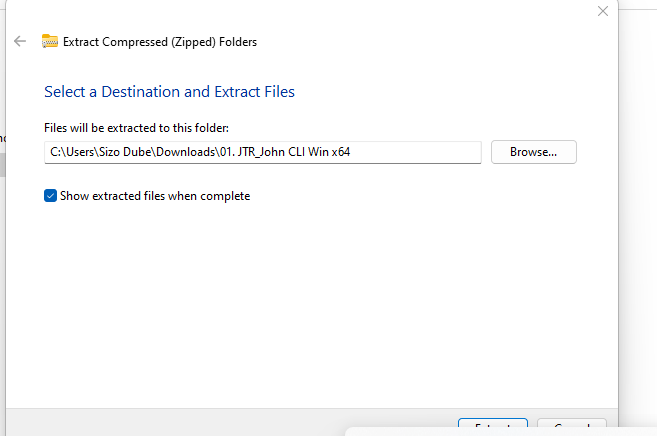 Extract Compressed (Zipped) Folders
Select a Destination and Extract Files
Files will be extracted to this folder:
C:\Users\Sizo Dube\Downloads\01. JTR_John CLI Win x64
Browse...
Show extracted files when complete